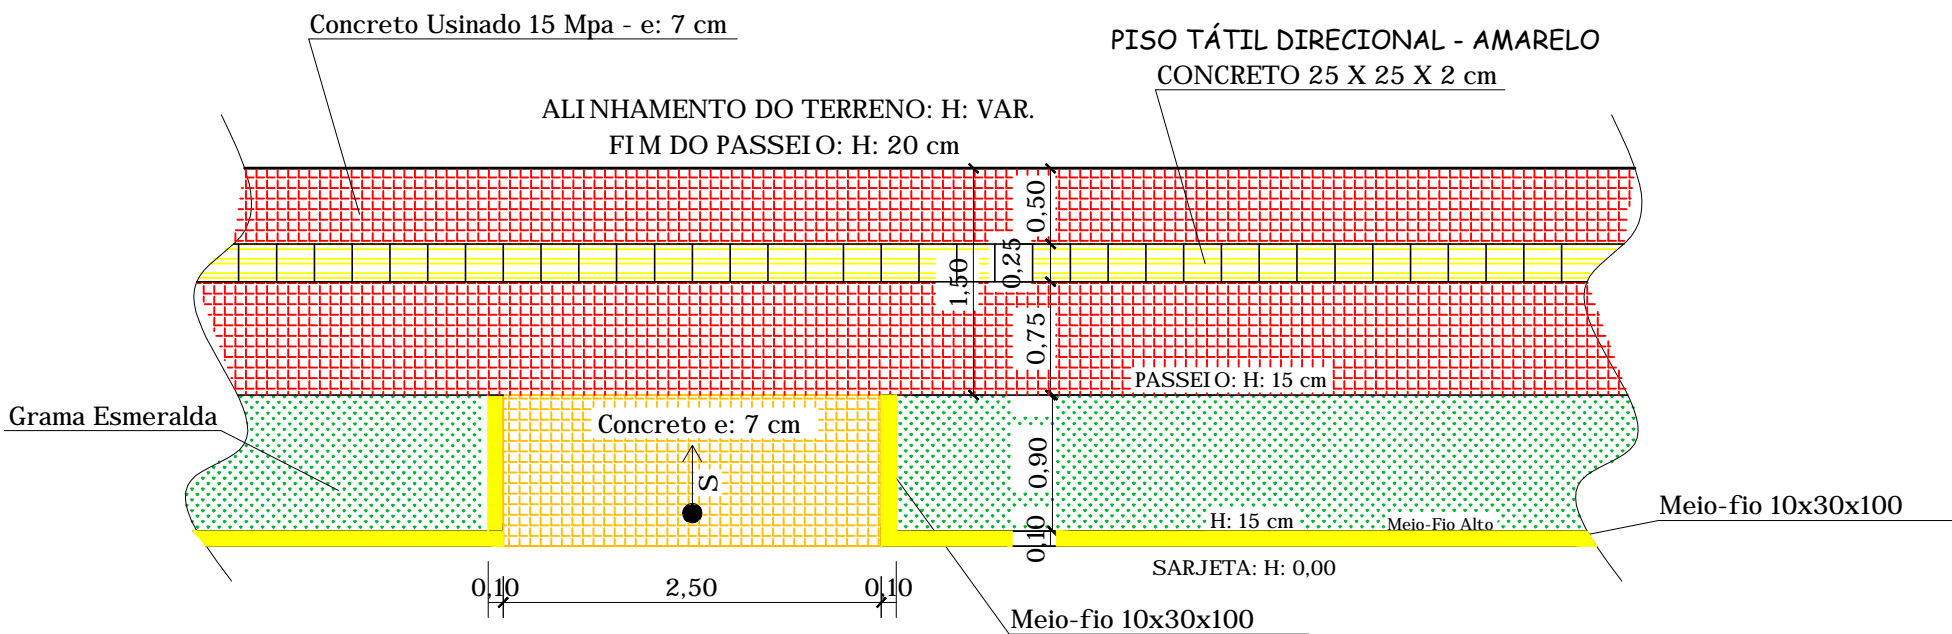 Concreto Usinado 15 Mpa - e: 7 cm
PISO TÁTIL DIRECIONAL - AMARELO
CONCRETO 25 X 25 X 2 cm
ALINHAMENTO DO TERRENO: H: VAR.
FIM DO PASSEIO: H: 20 cm
0,50
0,25
1,50
0,75
PASSEIO: H: 15 cm
Grama Esmeralda
Concreto e: 7 cm
S
0,90
Meio-fio 10x30x100
H: 15 cm
Meio-Fio Alto
0,10
SARJETA: H: 0,00
0,10
2,50
0,10
Meio-fio 10x30x100